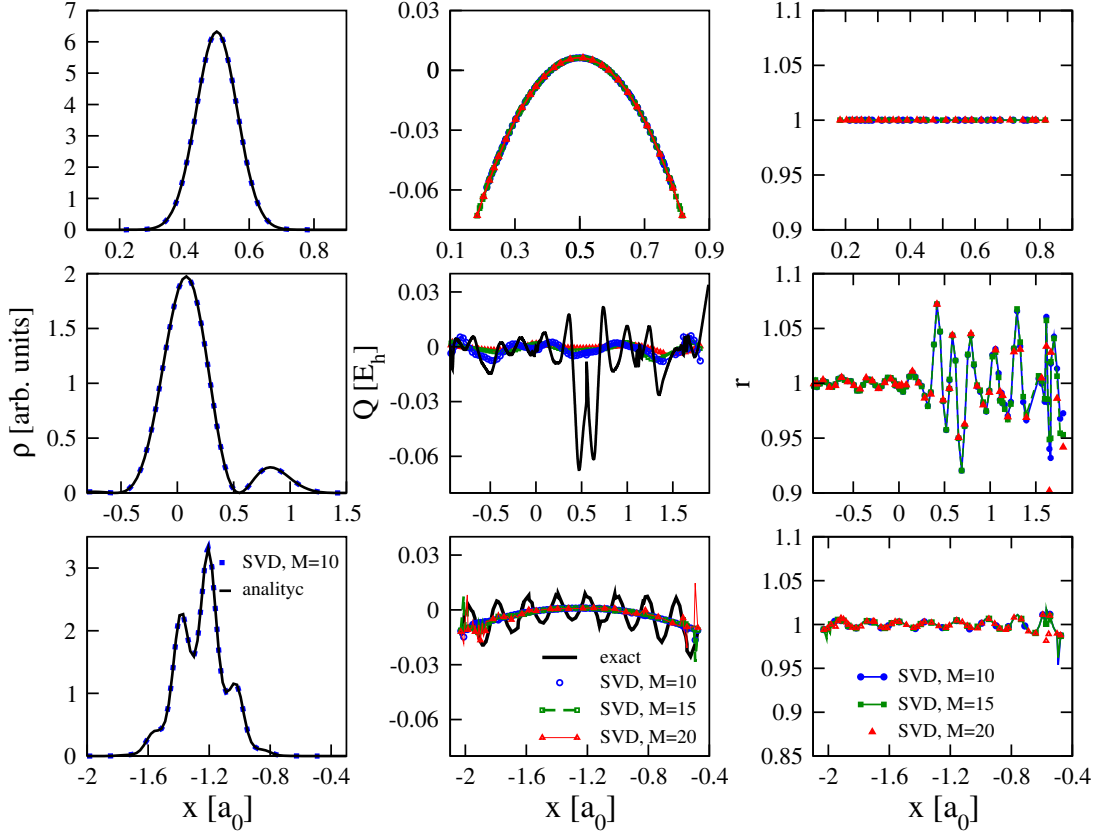 7
6
5
4
3
2
1
0
0.2 0.4 0.6 0.8
0.03
0
-0.03
-0.06
0.1 0.3 0.5 0.7 0.9
1.1
1.05
1
0.95
0.9
0.2 0.4 0.6 0.8
ρ [arb. units]
2
1.5
1
0.5
0
-0.5 0 0.5 1 1.5
Q [E_h]
0.03
0
-0.03
-0.06
-0.5 0 0.5 1 1.5
r
1.1
1.05
1
0.95
0.9
-0.5 0 0.5 1 1.5
3
2
1
0
SVD, M=10
analityc
-2 -1.6 -1.2 -0.8 -0.4
x [a_0]
0.03
0
-0.03
-0.06
exact
SVD, M=10
SVD, M=15
SVD, M=20
-2 -1.6 -1.2 -0.8 -0.4
x [a_0]
1.1
1.05
1
0.95
0.9
0.85
SVD, M=10
SVD, M=15
SVD, M=20
-2 -1.6 -1.2 -0.8 -0.4
x [a_0]